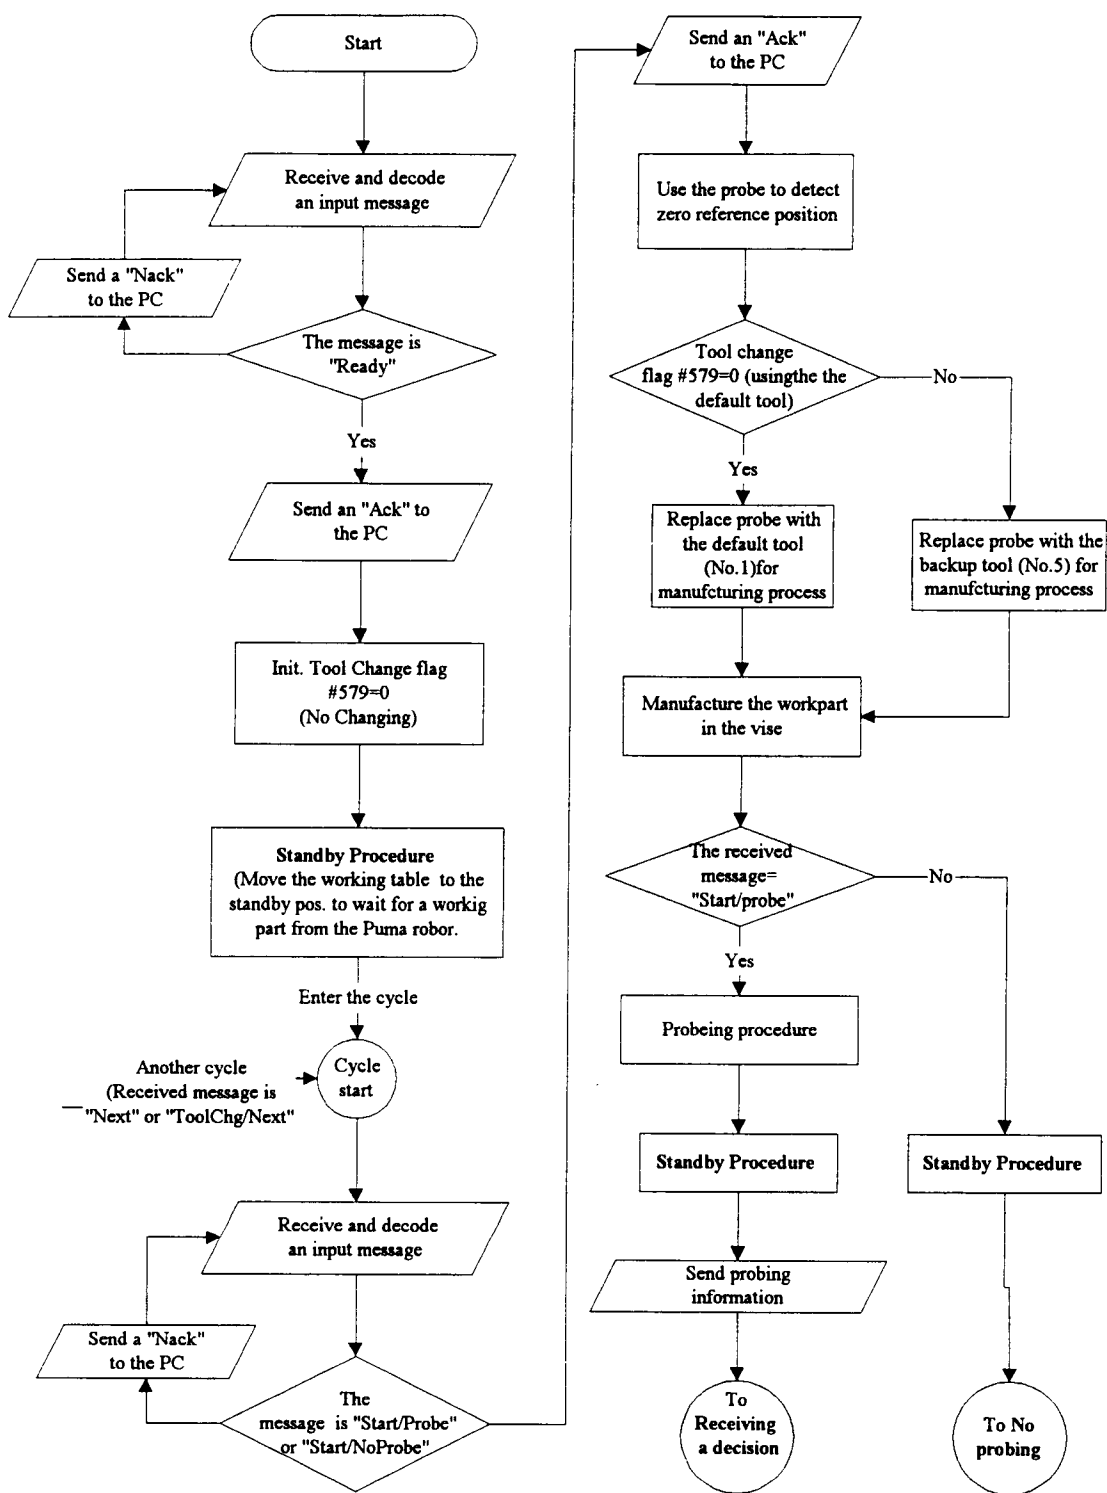 Start
Receive and decode
an input message
Send a "Nack"
to the PC
The message is
"Ready"
Yes
Send an "Ack" to
the PC
Init. Tool Change flag
#579=0
(No Changing)
Standby Procedure
(Move the working table to the
standby pos. to wait for a workig
part from the Puma robor.
Enter the cycle
Cycle
start
Another cycle
(Received message is
"Next" or "ToolChg/Next"
Receive and decode
an input message
Send a "Nack"
to the PC
The
message is "Start/Probe"
or "Start/NoProbe"
Send an "Ack"
to the PC
Use the probe to detect
zero reference position
Tool change
flag #579=0 (usingthe the
default tool)
No
Yes
Replace probe with
the default tool
(No.1)for
manufcturing process
Replace probe with the
backup tool (No.5) for
manufcturing process
Manufacture the workpart
in the vise
The received
message=
"Start/probe"
No
Yes
Probeing procedure
Standby Procedure
Standby Procedure
Send probing
information
To
Receiving
a decision
To No
probing